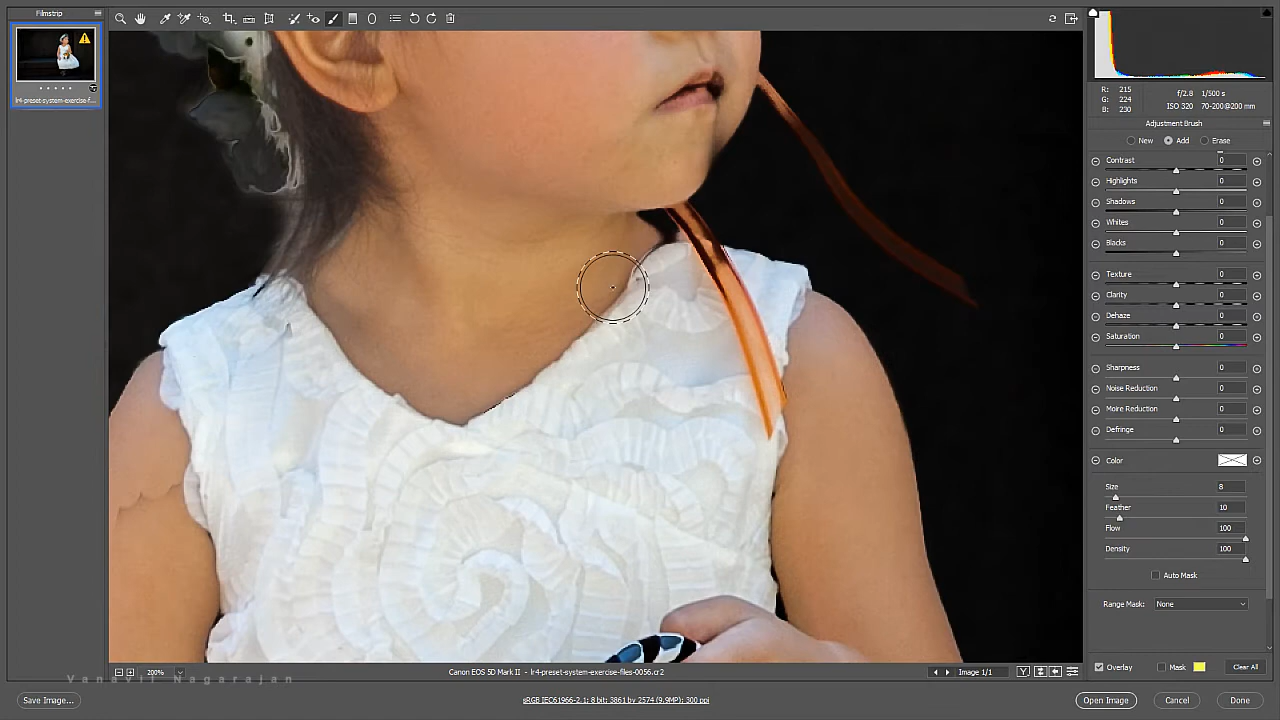 Filmstrip
lr4-preset-system-exercise-f...
R: 215
G: 224
B: 230
f/2.8 1/500 s
ISO 320 70-200@200 mm
Adjustment Brush
New Add Erase
Contrast 0
Highlights 0
Shadows 0
Whites 0
Blacks 0
Texture 0
Clarity 0
Dehaze 0
Saturation 0
Sharpness 0
Noise Reduction 0
Moire Reduction 0
Defringe 0
Color
Size 8
Feather 10
Flow 100
Density 100
Auto Mask
Range Mask: None
Overlay Mask Clear All
200% Canon EOS 5D Mark II - lr4-preset-system-exercise-files-0056.cr2 Image 1/1
Vanavil Nagarajan
Save Image... sRGB IEC61966-2.1; 8 bit; 3861 by 2574 (9.9MP); 300 ppi Open Image Cancel Done